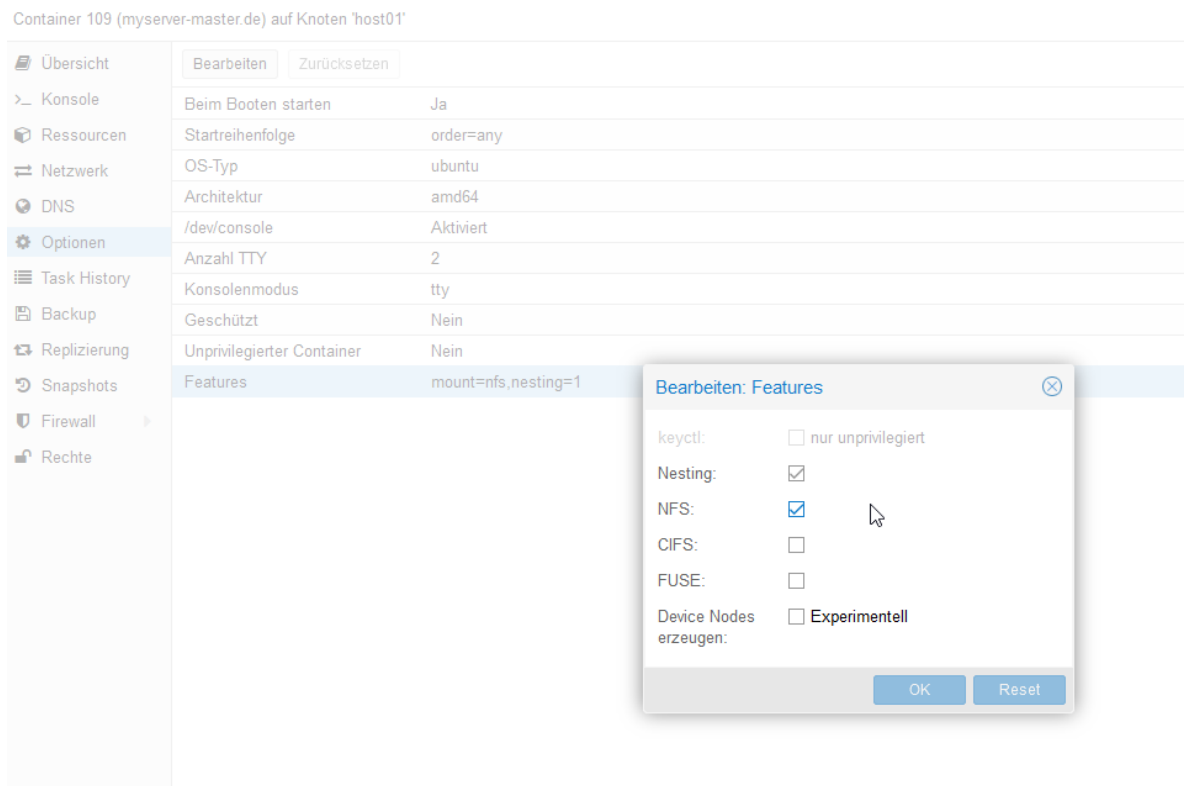 Container 109 (myserver-master.de) auf Knoten 'host01'
Übersicht
Konsole
Ressourcen
Netzwerk
DNS
Optionen
Task History
Backup
Replizierung
Snapshots
Firewall
Rechte
Bearbeiten Zurücksetzen
Beim Booten starten Ja
Startreihenfolge order=any
OS-Typ ubuntu
Architektur amd64
/dev/console Aktiviert
Anzahl TTY 2
Konsolenmodus tty
Geschützt Nein
Unprivilegierter Container Nein
Features mount=nfs,nesting=1
Bearbeiten: Features
keyctl: nur unprivilegiert
Nesting:
NFS:
CIFS:
FUSE:
Device Nodes Experimentell
erzeugen:
OK Reset